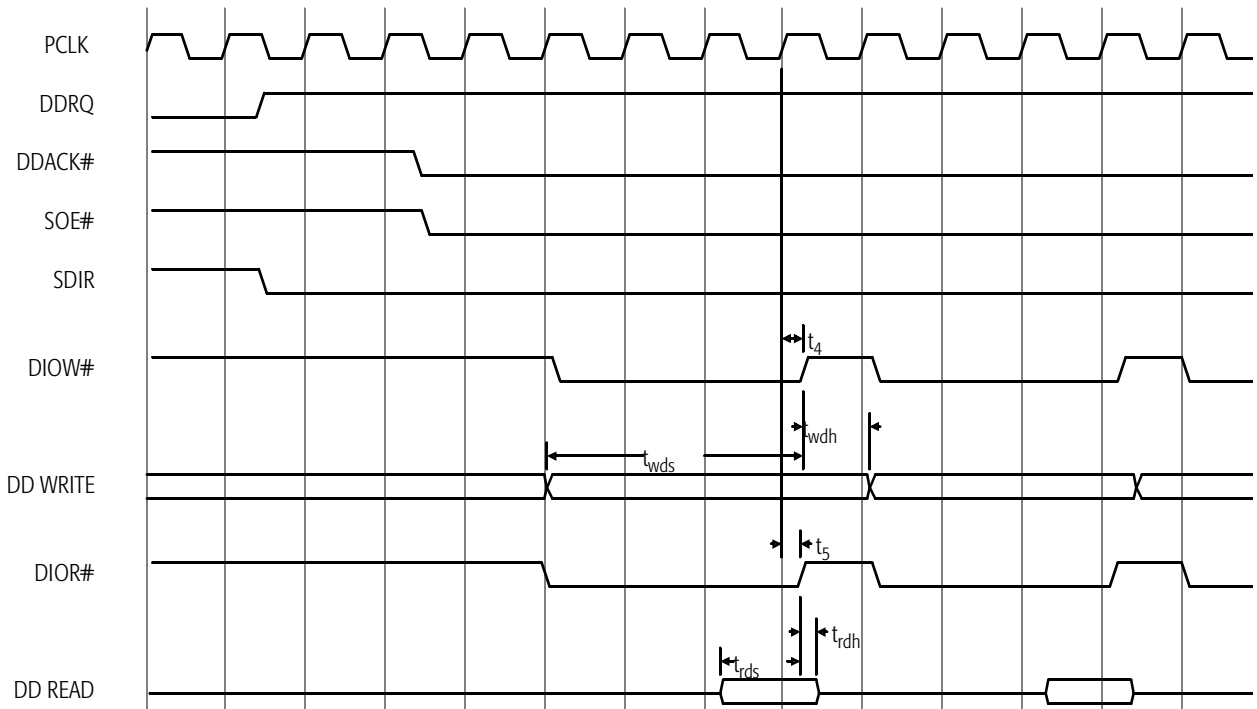 PCLK
DDRQ
DDACK#
SOE#
SDIR
t4
DIOW#
twdh
twds
DD WRITE
t5
DIOR#
trdh
trds
DD READ